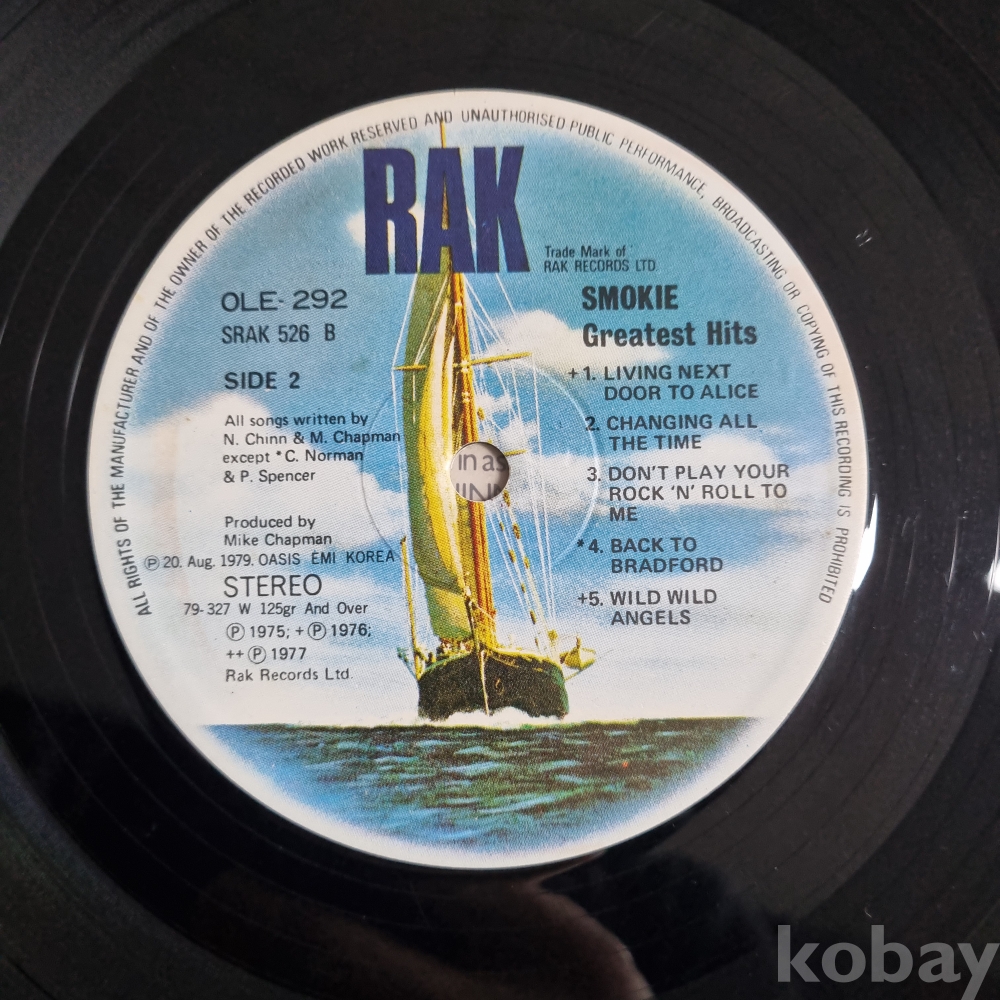 ALL RIGHTS OF THE MANUFACTURER AND OF THE OWNER OF THE RECORDED WORK RESERVED AND UNAUTHORISED PUBLIC PERFORMANCE, BROADCASTING OR COPYING OF THIS RECORDING IS PROHIBITED
RAK
Trade Mark of
RAK RECORDS LTD.
OLE-292
SRAK 526 B
SIDE 2
All songs written by
N. Chinn & M. Chapman
except *C. Norman
& P. Spencer
Produced by
Mike Chapman
Ⓟ 20. Aug. 1979. OASIS EMI KOREA
STEREO
79-327 W 125gr And Over
Ⓟ 1975; +Ⓟ 1976;
++Ⓟ 1977
Rak Records Ltd.
SMOKIE
Greatest Hits
+1. LIVING NEXT
DOOR TO ALICE
2. CHANGING ALL
THE TIME
3. DON'T PLAY YOUR
ROCK 'N' ROLL TO
ME
*4. BACK TO
BRADFORD
+5. WILD WILD
ANGELS
in as
kobay